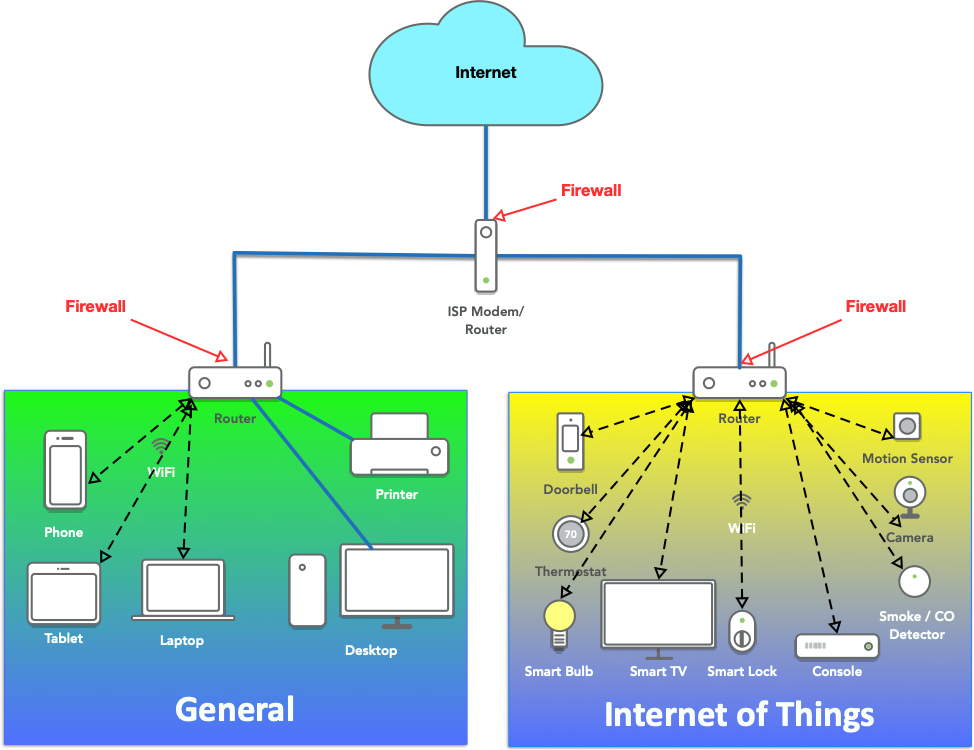 Internet
Firewall
ISP Modem/
Router
Firewall
Firewall
Router
WiFi
Phone
Printer
Tablet
Laptop
Desktop
General
Router
Doorbell
Motion Sensor
70
WiFi
Camera
Thermostat
Smoke / CO
Detector
Smart Bulb
Smart TV
Smart Lock
Console
Internet of Things